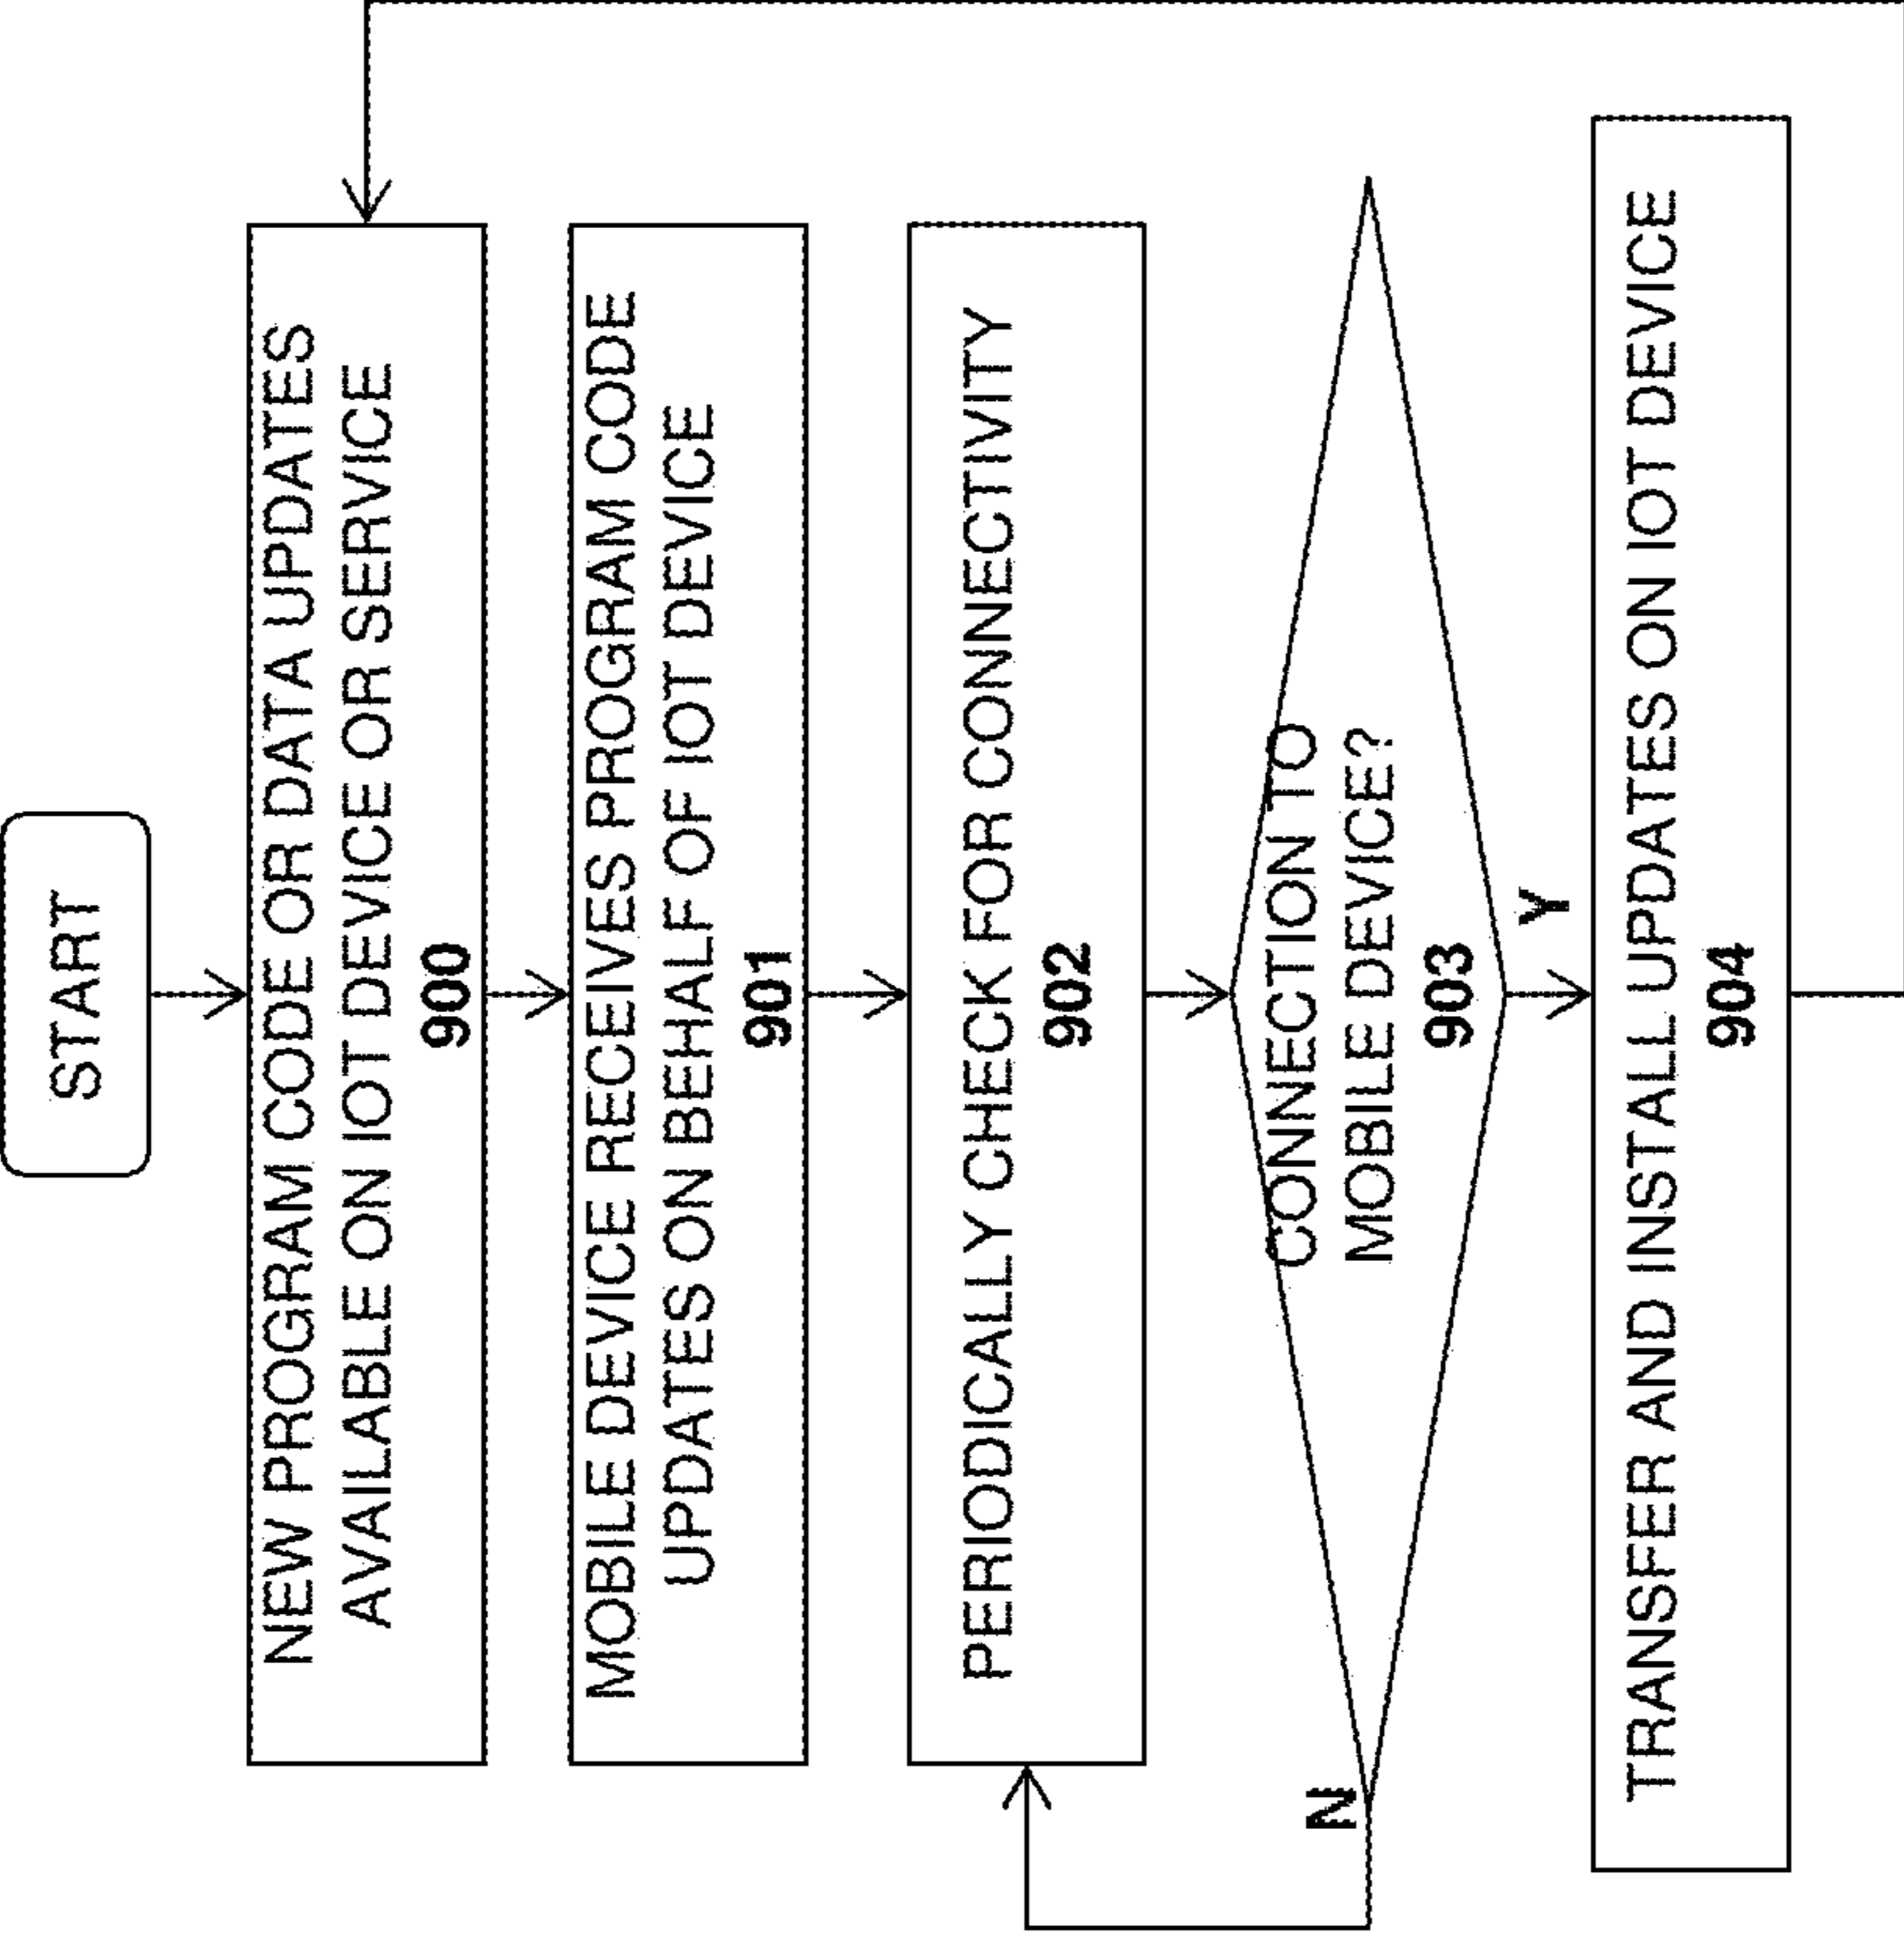 START
NEW PROGRAM CODE OR DATA UPDATES
AVAILABLE ON IOT DEVICE OR SERVICE
900
MOBILE DEVICE RECEIVES PROGRAM CODE
UPDATES ON BEHALF OF IOT DEVICE
901
PERIODICALLY CHECK FOR CONNECTIVITY
902
CONNECTION TO
MOBILE DEVICE?
903
N
Y
TRANSFER AND INSTALL UPDATES ON IOT DEVICE
904